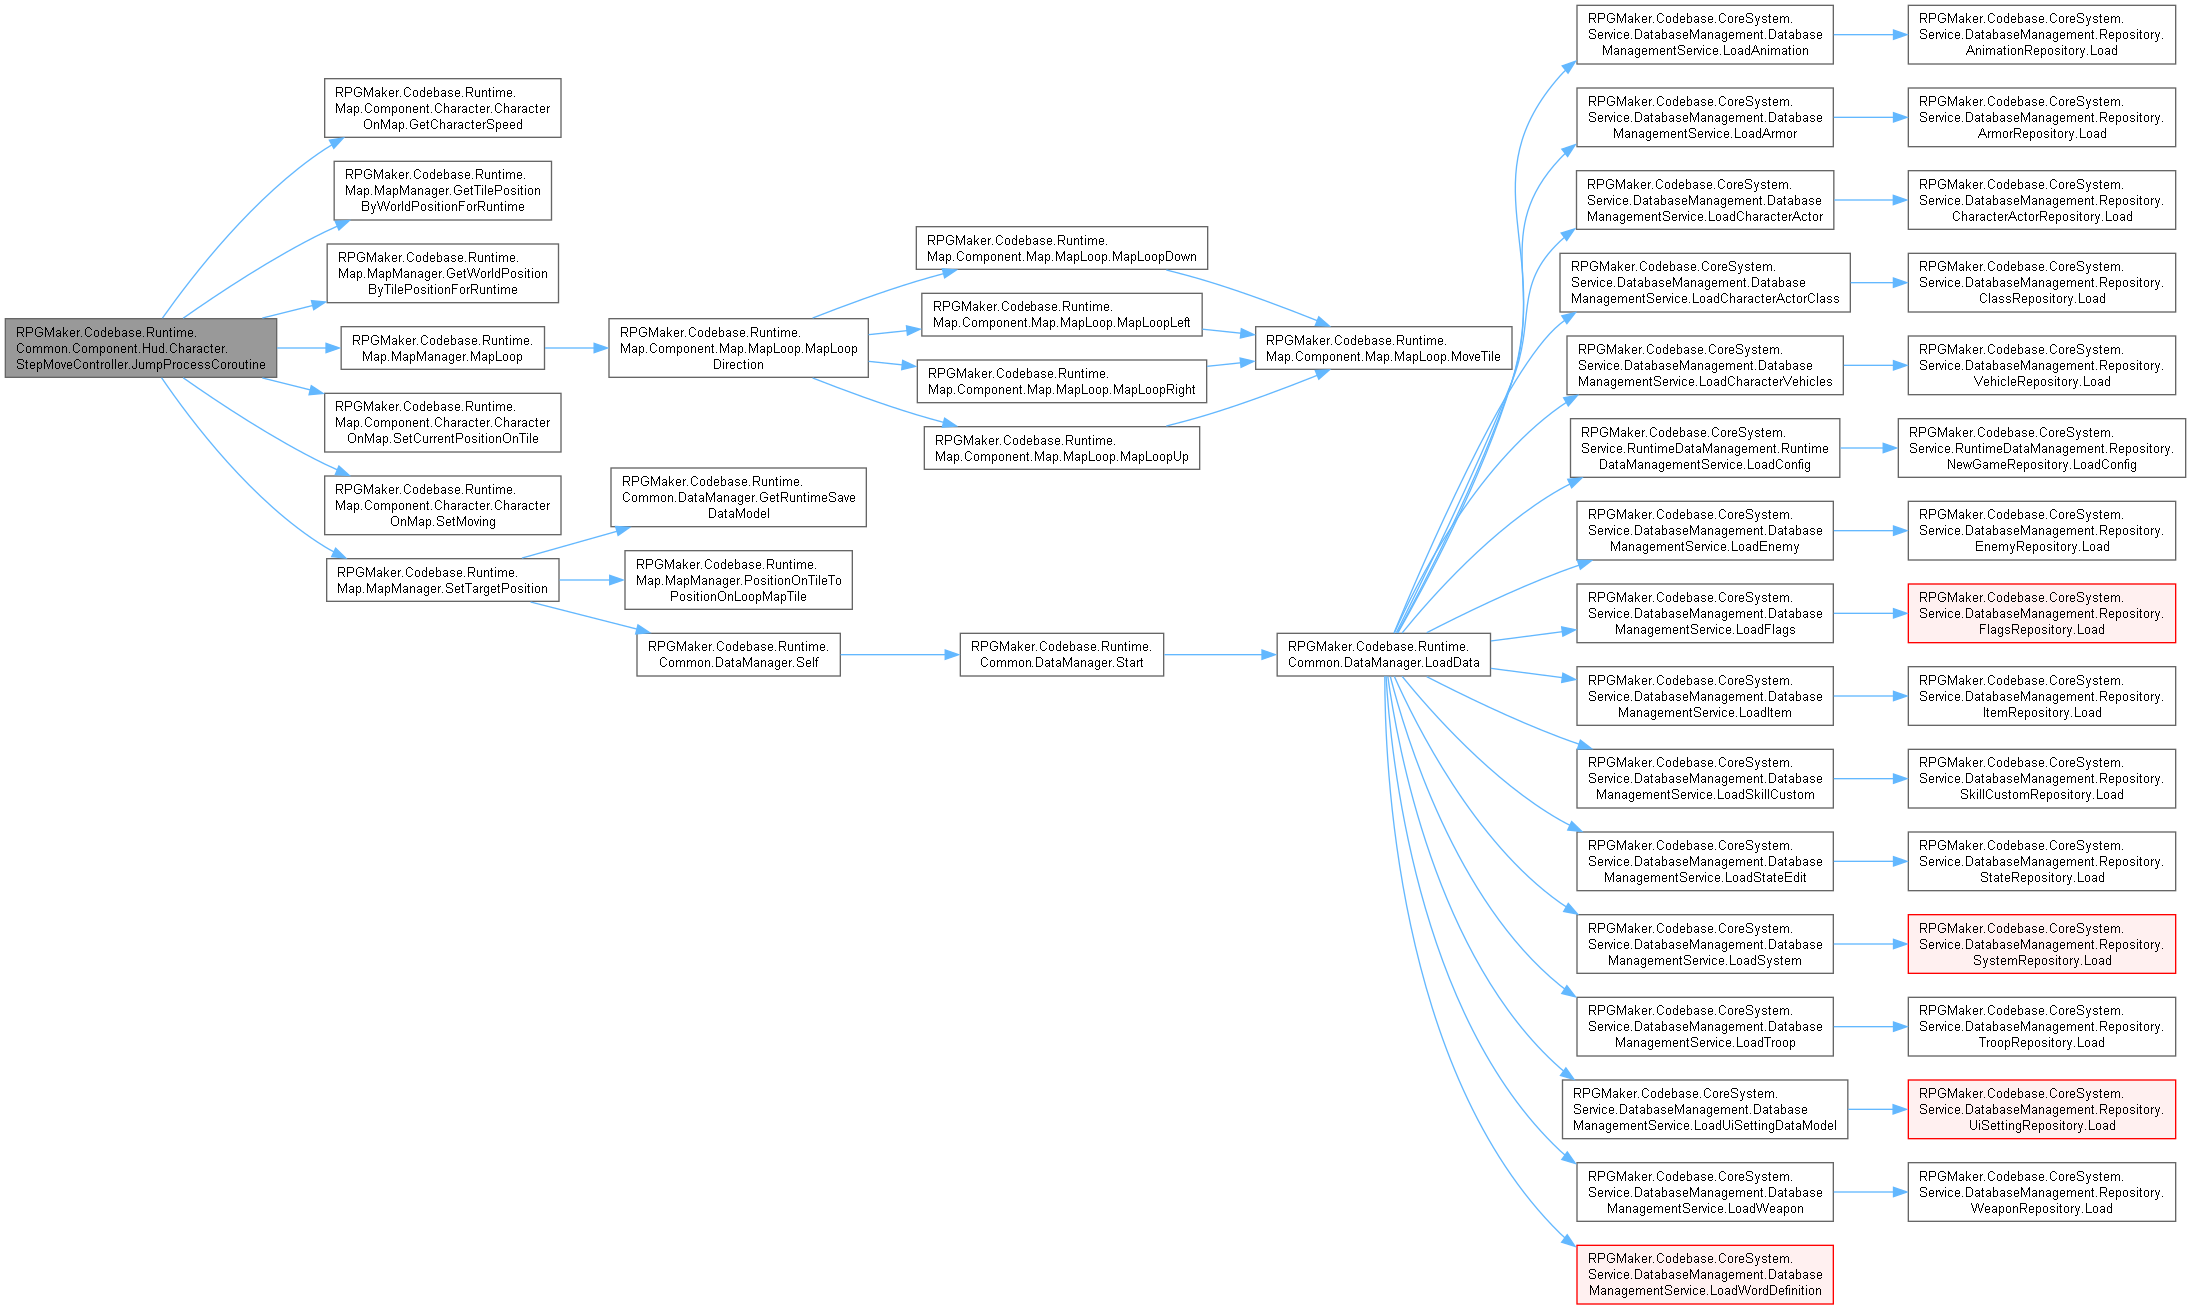 RPGMaker.Codebase.Runtime.
Common.Component.Hud.Character.
StepMoveController.JumpProcessCoroutine
RPGMaker.Codebase.Runtime.
Map.Component.Character.Character
OnMap.GetCharacterSpeed
RPGMaker.Codebase.Runtime.
Map.MapManager.GetTilePosition
ByWorldPositionForRuntime
RPGMaker.Codebase.Runtime.
Map.MapManager.GetWorldPosition
ByTilePositionForRuntime
RPGMaker.Codebase.Runtime.
Map.MapManager.MapLoop
RPGMaker.Codebase.Runtime.
Map.Component.Character.Character
OnMap.SetCurrentPositionOnTile
RPGMaker.Codebase.Runtime.
Map.Component.Character.Character
OnMap.SetMoving
RPGMaker.Codebase.Runtime.
Map.MapManager.SetTargetPosition
RPGMaker.Codebase.Runtime.
Map.Component.Map.MapLoop.MapLoop
Direction
RPGMaker.Codebase.Runtime.
Common.DataManager.GetRuntimeSave
DataModel
RPGMaker.Codebase.Runtime.
Map.MapManager.PositionOnTileTo
PositionOnLoopMapTile
RPGMaker.Codebase.Runtime.
Common.DataManager.Self
RPGMaker.Codebase.Runtime.
Map.Component.Map.MapLoop.MapLoopDown
RPGMaker.Codebase.Runtime.
Map.Component.Map.MapLoop.MapLoopLeft
RPGMaker.Codebase.Runtime.
Map.Component.Map.MapLoop.MapLoopRight
RPGMaker.Codebase.Runtime.
Map.Component.Map.MapLoop.MapLoopUp
RPGMaker.Codebase.Runtime.
Common.DataManager.Start
RPGMaker.Codebase.Runtime.
Map.Component.Map.MapLoop.MoveTile
RPGMaker.Codebase.Runtime.
Common.DataManager.LoadData
RPGMaker.Codebase.CoreSystem.
Service.DatabaseManagement.Database
ManagementService.LoadAnimation
RPGMaker.Codebase.CoreSystem.
Service.DatabaseManagement.Repository.
AnimationRepository.Load
RPGMaker.Codebase.CoreSystem.
Service.DatabaseManagement.Database
ManagementService.LoadArmor
RPGMaker.Codebase.CoreSystem.
Service.DatabaseManagement.Repository.
ArmorRepository.Load
RPGMaker.Codebase.CoreSystem.
Service.DatabaseManagement.Database
ManagementService.LoadCharacterActor
RPGMaker.Codebase.CoreSystem.
Service.DatabaseManagement.Repository.
CharacterActorRepository.Load
RPGMaker.Codebase.CoreSystem.
Service.DatabaseManagement.Database
ManagementService.LoadCharacterActorClass
RPGMaker.Codebase.CoreSystem.
Service.DatabaseManagement.Repository.
ClassRepository.Load
RPGMaker.Codebase.CoreSystem.
Service.DatabaseManagement.Database
ManagementService.LoadCharacterVehicles
RPGMaker.Codebase.CoreSystem.
Service.DatabaseManagement.Repository.
VehicleRepository.Load
RPGMaker.Codebase.CoreSystem.
Service.RuntimeDataManagement.Runtime
DataManagementService.LoadConfig
RPGMaker.Codebase.CoreSystem.
Service.RuntimeDataManagement.Repository.
NewGameRepository.LoadConfig
RPGMaker.Codebase.CoreSystem.
Service.DatabaseManagement.Database
ManagementService.LoadEnemy
RPGMaker.Codebase.CoreSystem.
Service.DatabaseManagement.Repository.
EnemyRepository.Load
RPGMaker.Codebase.CoreSystem.
Service.DatabaseManagement.Database
ManagementService.LoadFlags
RPGMaker.Codebase.CoreSystem.
Service.DatabaseManagement.Repository.
FlagsRepository.Load
RPGMaker.Codebase.CoreSystem.
Service.DatabaseManagement.Database
ManagementService.LoadItem
RPGMaker.Codebase.CoreSystem.
Service.DatabaseManagement.Repository.
ItemRepository.Load
RPGMaker.Codebase.CoreSystem.
Service.DatabaseManagement.Database
ManagementService.LoadSkillCustom
RPGMaker.Codebase.CoreSystem.
Service.DatabaseManagement.Repository.
SkillCustomRepository.Load
RPGMaker.Codebase.CoreSystem.
Service.DatabaseManagement.Database
ManagementService.LoadStateEdit
RPGMaker.Codebase.CoreSystem.
Service.DatabaseManagement.Repository.
StateRepository.Load
RPGMaker.Codebase.CoreSystem.
Service.DatabaseManagement.Database
ManagementService.LoadSystem
RPGMaker.Codebase.CoreSystem.
Service.DatabaseManagement.Repository.
SystemRepository.Load
RPGMaker.Codebase.CoreSystem.
Service.DatabaseManagement.Database
ManagementService.LoadTroop
RPGMaker.Codebase.CoreSystem.
Service.DatabaseManagement.Repository.
TroopRepository.Load
RPGMaker.Codebase.CoreSystem.
Service.DatabaseManagement.Database
ManagementService.LoadUiSettingDataModel
RPGMaker.Codebase.CoreSystem.
Service.DatabaseManagement.Repository.
UiSettingRepository.Load
RPGMaker.Codebase.CoreSystem.
Service.DatabaseManagement.Database
ManagementService.LoadWeapon
RPGMaker.Codebase.CoreSystem.
Service.DatabaseManagement.Repository.
WeaponRepository.Load
RPGMaker.Codebase.CoreSystem.
Service.DatabaseManagement.Database
ManagementService.LoadWordDefinition